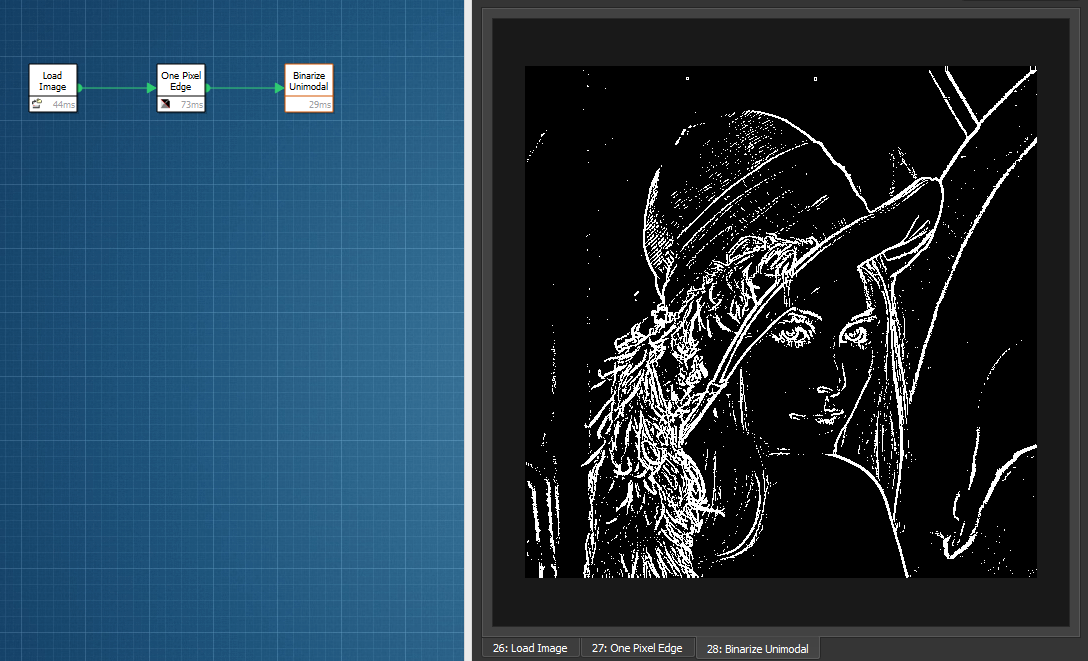 Load
Image
44ms
One Pixel
Edge
73ms
Binarize
Unimodal
29ms
26: Load Image
27: One Pixel Edge
28: Binarize Unimodal